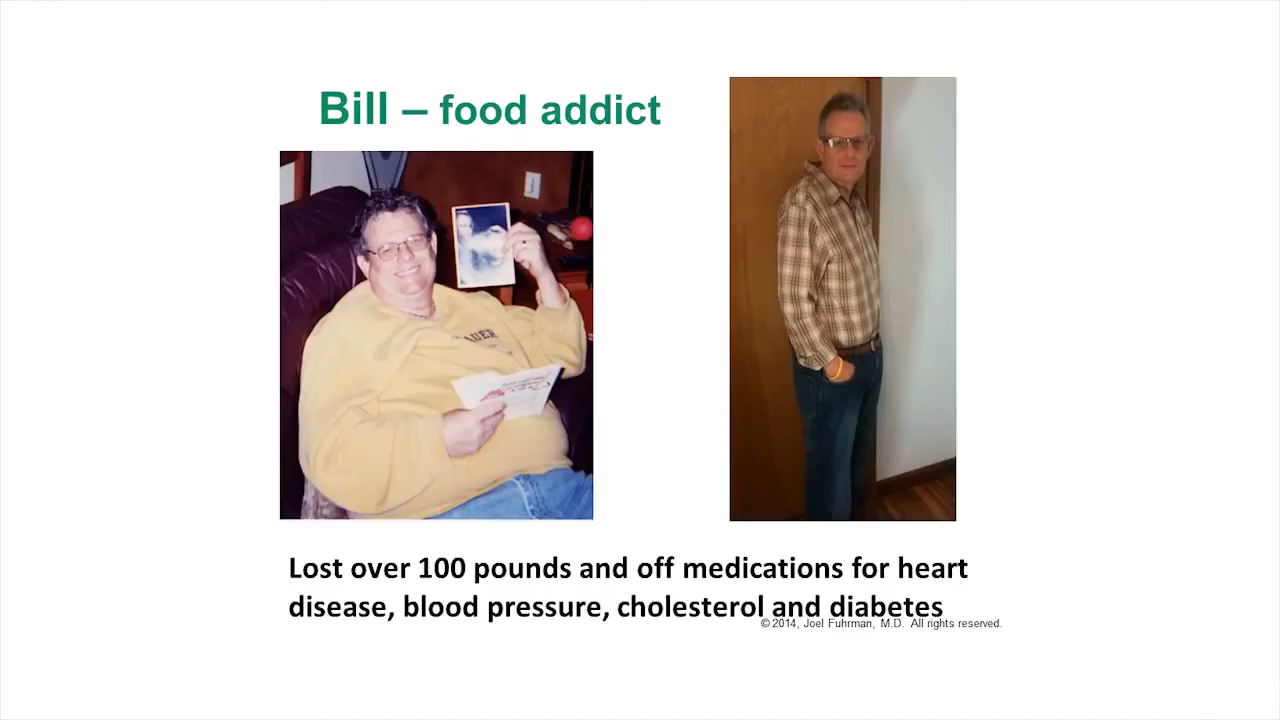 Bill – food addict
Lost over 100 pounds and off medications for heart
disease, blood pressure, cholesterol and diabetes
© 2014, Joel Fuhrman, M.D. All rights reserved.